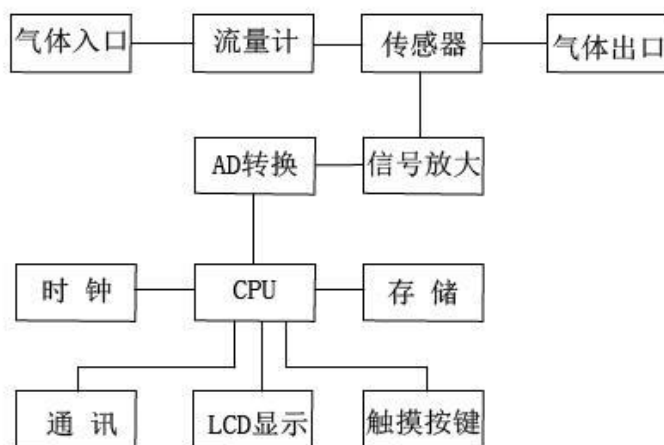 气体入口
流量计
传感器
气体出口
AD转换
信号放大
时 钟
CPU
存 储
通 讯
LCD显示
触摸按键